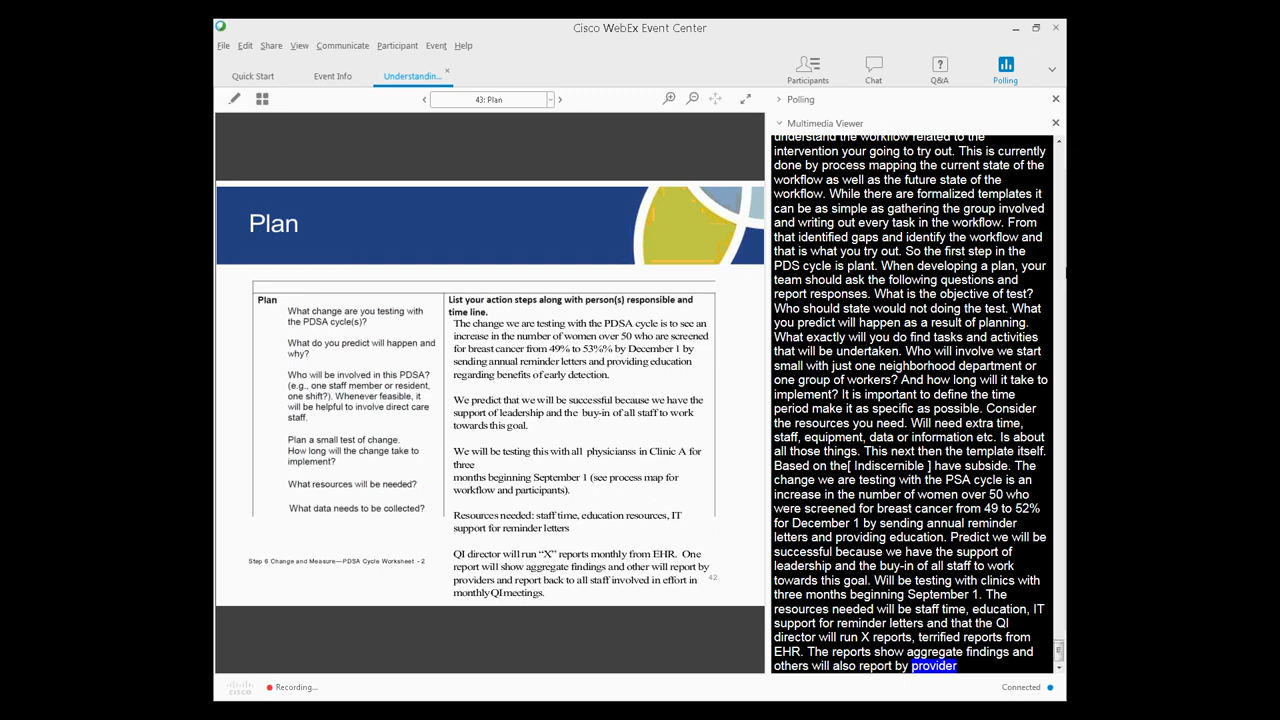 Cisco WebEx Event Center
File Edit Share View Communicate Participant Event Help
Quick Start Event Info Understandin...
Participants Chat Q&A Polling
43: Plan
Polling
Multimedia Viewer
Plan
Plan
What change are you testing with
the PDSA cycle(s)?
What do you predict will happen and
why?
Who will be involved in this PDSA?
(e.g., one staff member or resident,
one shift?). Whenever feasible, it
will be helpful to involve direct care
staff.
Plan a small test of change.
How long will the change take to
implement?
What resources will be needed?
What data needs to be collected?
List your action steps along with person(s) responsible and
time line.
The change we are testing with the PDSA cycle is to see an
increase in the number of women over 50 who are screened
for breast cancer from 49% to 53%% by December 1 by
sending annual reminder letters and providing education
regarding benefits of early detection.
We predict that we will be successful because we have the
support of leadership and the buy-in of all staff to work
towards this goal.
We will be testing this with all physicianss in Clinic A for
three
months beginning September 1 (see process map for
workflow and participants).
Resources needed: staff time, education resources, IT
support for reminder letters
QI director will run “X” reports monthly from EHR. One
report will show aggregate findings and other will report by
providers and report back to all staff involved in effort in
monthly QI meetings.
Step 6 Change and Measure—PDSA Cycle Worksheet - 2
42
understand the workflow related to the
intervention your going to try out. This is currently
done by process mapping the current state of the
workflow as well as the future state of the
workflow. While there are formalized templates it
can be as simple as gathering the group involved
and writing out every task in the workflow. From
that identified gaps and identify the workflow and
that is what you try out. So the first step in the
PDS cycle is plant. When developing a plan, your
team should ask the following questions and
report responses. What is the objective of test?
Who should state would not doing the test. What
you predict will happen as a result of planning.
What exactly will you do find tasks and activities
that will be undertaken. Who will involve we start
small with just one neighborhood department or
one group of workers? And how long will it take to
implement? It is important to define the time
period make it as specific as possible. Consider
the resources you need. Will need extra time,
staff, equipment, data or information etc. Is about
all those things. This next then the template itself.
Based on the[ Indiscernible ] have subside. The
change we are testing with the PSA cycle is an
increase in the number of women over 50 who
were screened for breast cancer from 49 to 52%
for December 1 by sending annual reminder
letters and providing education. Predict we will be
successful because we have the support of
leadership and the buy-in of all staff to work
towards this goal. Will be testing with clinics with
three months beginning September 1. The
resources needed will be staff time, education, IT
support for reminder letters and that the QI
director will run X reports, terrified reports from
EHR. The reports show aggregate findings and
others will also report by provider
cisco
Recording...
Connected